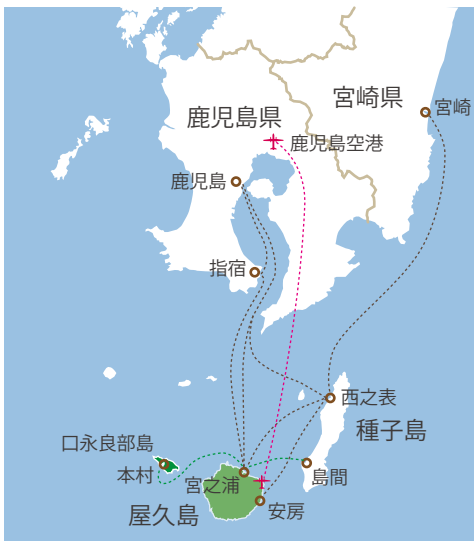 宮崎県
宮崎
鹿児島県
鹿児島空港
鹿児島
指宿
西之表
種子島
口永良部島
本村
島間
宮之浦
安房
屋久島